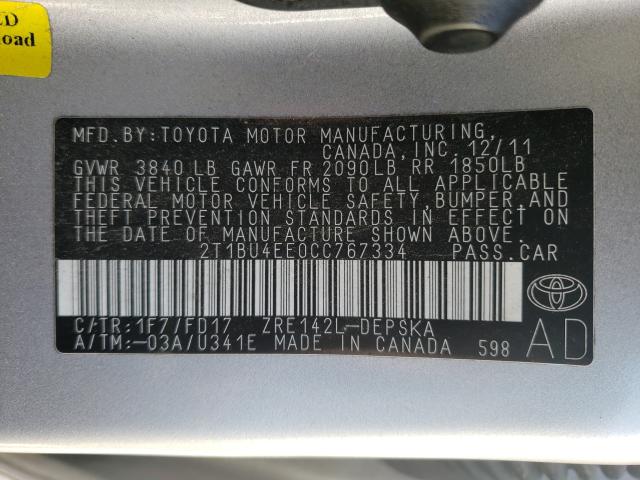 LD
oad
MFD. BY: TOYOTA MOTOR MANUFACTURING,
CANADA, INC. 12/11
GVWR 3840 LB GAWR FR 2090 LB RR 1850LB
THIS VEHICLE CONFORMS TO ALL APPLICABLE
FEDERAL MOTOR VEHICLE SAFETY, BUMPER, AND
THEFT PREVENTION STANDARDS IN EFFECT ON
THE DATE OF MANUFACTURE SHOWN ABOVE.
2T1BU4EE0CC767334 PASS. CAR
C/TR: 1F7/FD17 ZRE142L-DEPSKA
A/TM: -03A/U341E MADE IN CANADA 598
AD